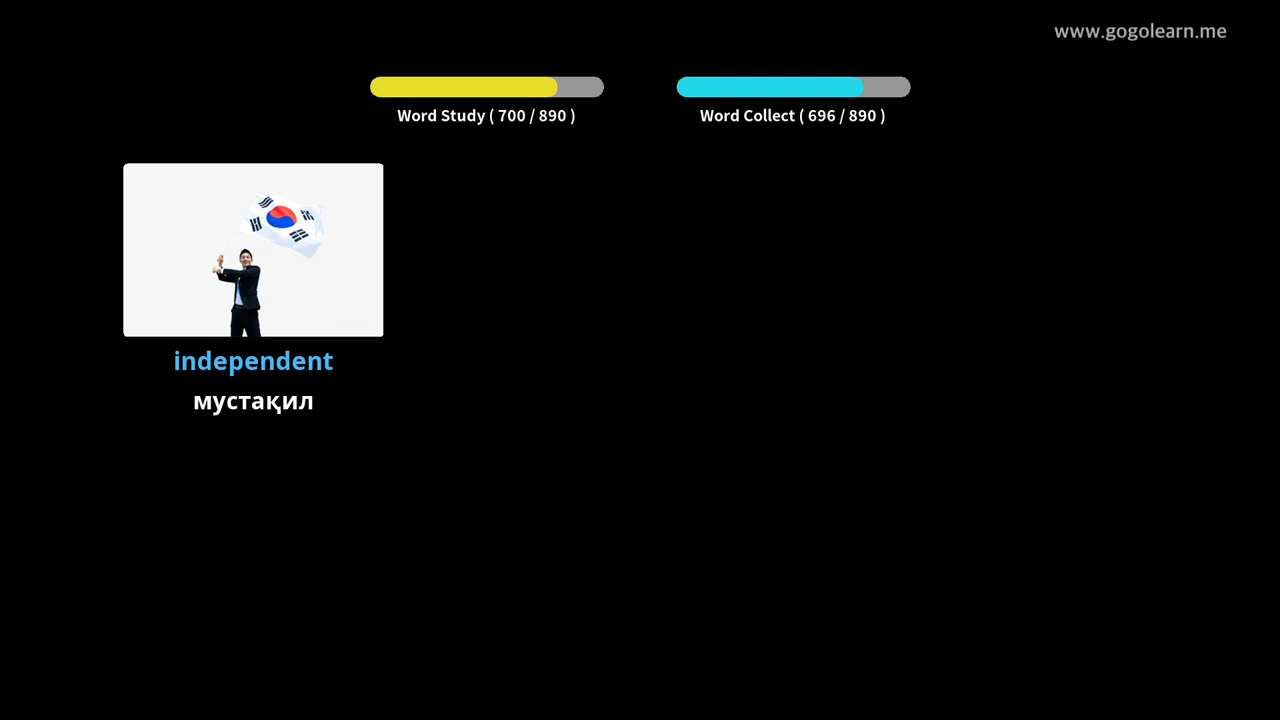 www.gogolearn.me
Word Study ( 700 / 890 )
Word Collect ( 696 / 890 )
independent
мустақил